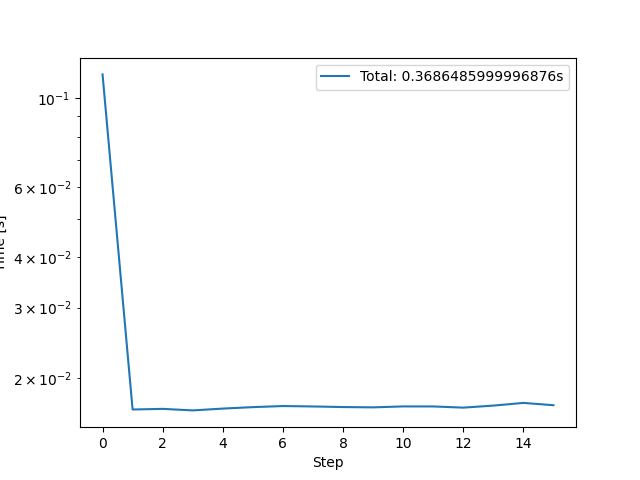 Total: 0.3686485999996876s
10⁻¹
6 × 10⁻²
4 × 10⁻²
3 × 10⁻²
2 × 10⁻²
0 2 4 6 8 10 12 14
Step